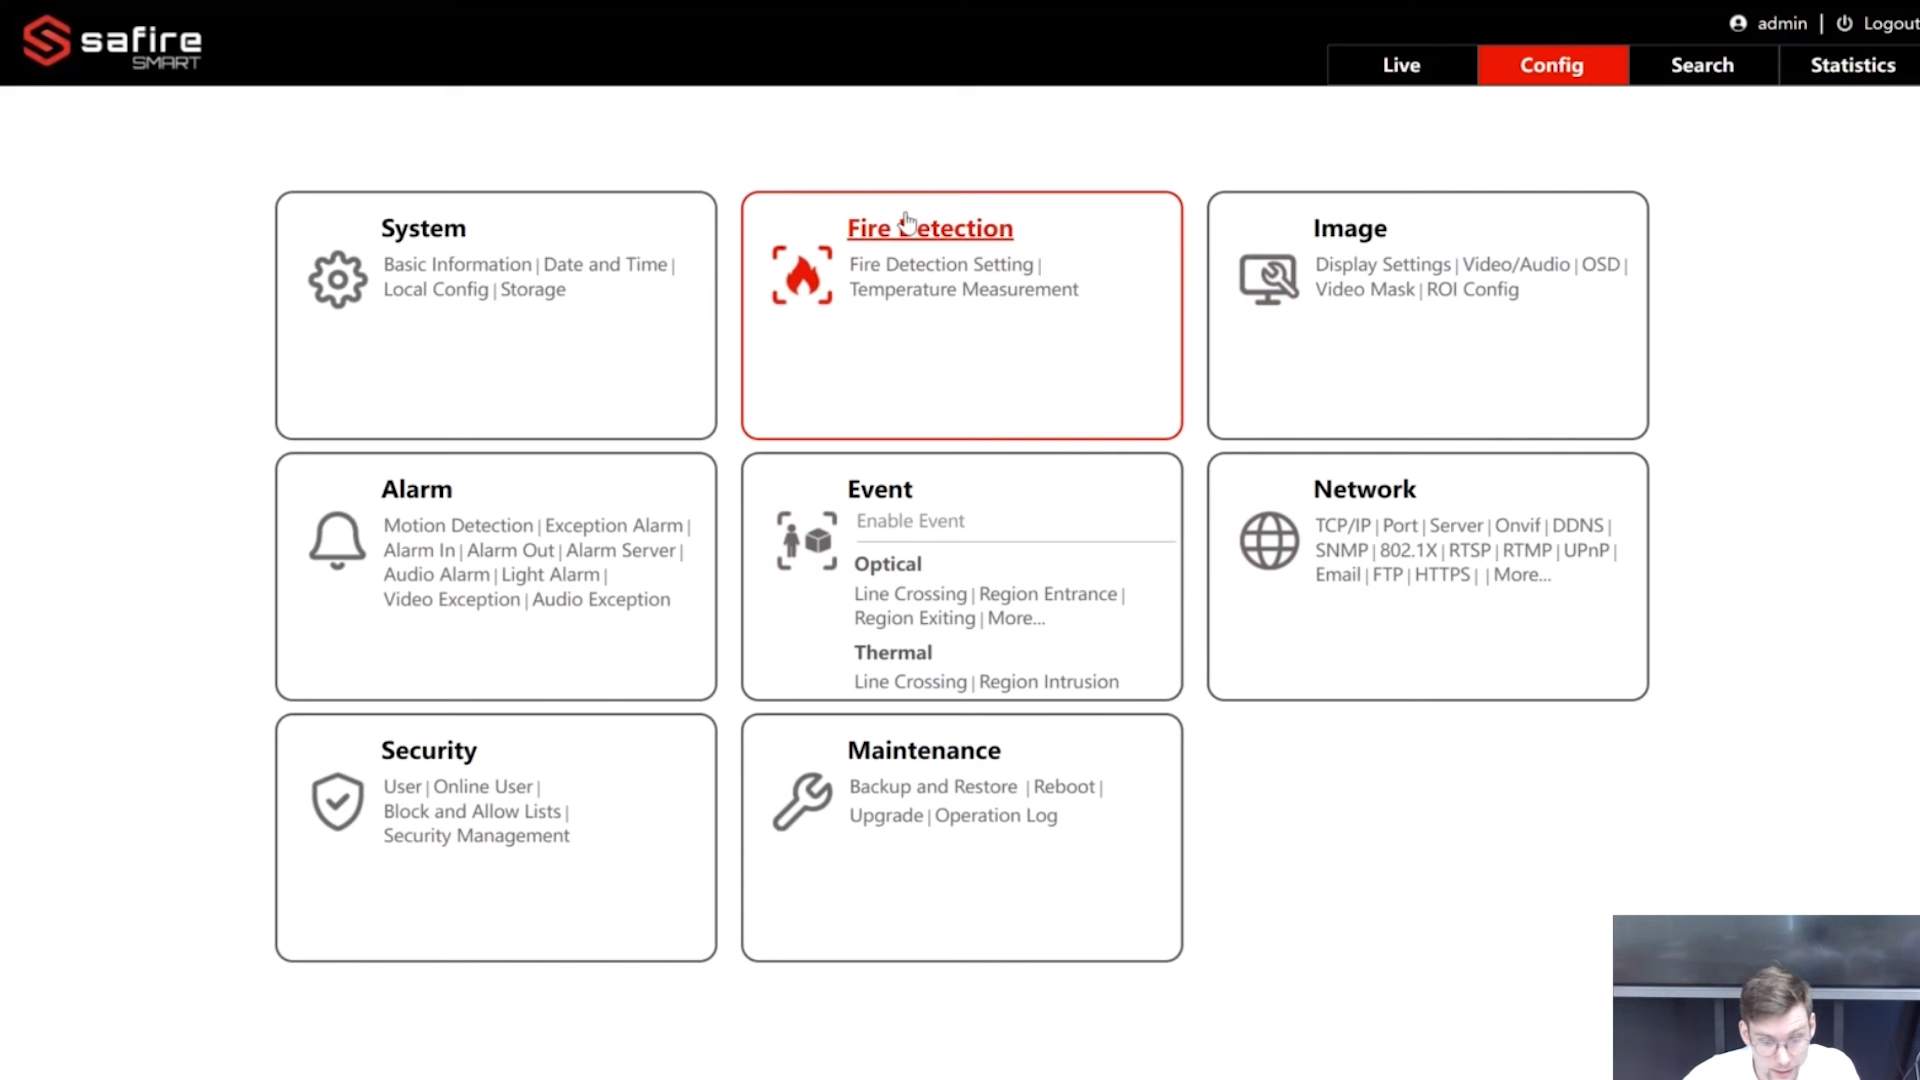 safire
SMART
admin | Logout
Live
Config
Search
Statistics
System
Basic Information | Date and Time |
Local Config | Storage
Fire Detection
Fire Detection Setting |
Temperature Measurement
Image
Display Settings | Video/Audio | OSD |
Video Mask | ROI Config
Alarm
Motion Detection | Exception Alarm |
Alarm In | Alarm Out | Alarm Server |
Audio Alarm | Light Alarm |
Video Exception | Audio Exception
Event
Enable Event
Optical
Line Crossing | Region Entrance |
Region Exiting | More...
Thermal
Line Crossing | Region Intrusion
Network
TCP/IP | Port | Server | Onvif | DDNS |
SNMP | 802.1X | RTSP | RTMP | UPnP |
Email | FTP | HTTPS | | More...
Security
User | Online User |
Block and Allow Lists |
Security Management
Maintenance
Backup and Restore | Reboot |
Upgrade | Operation Log